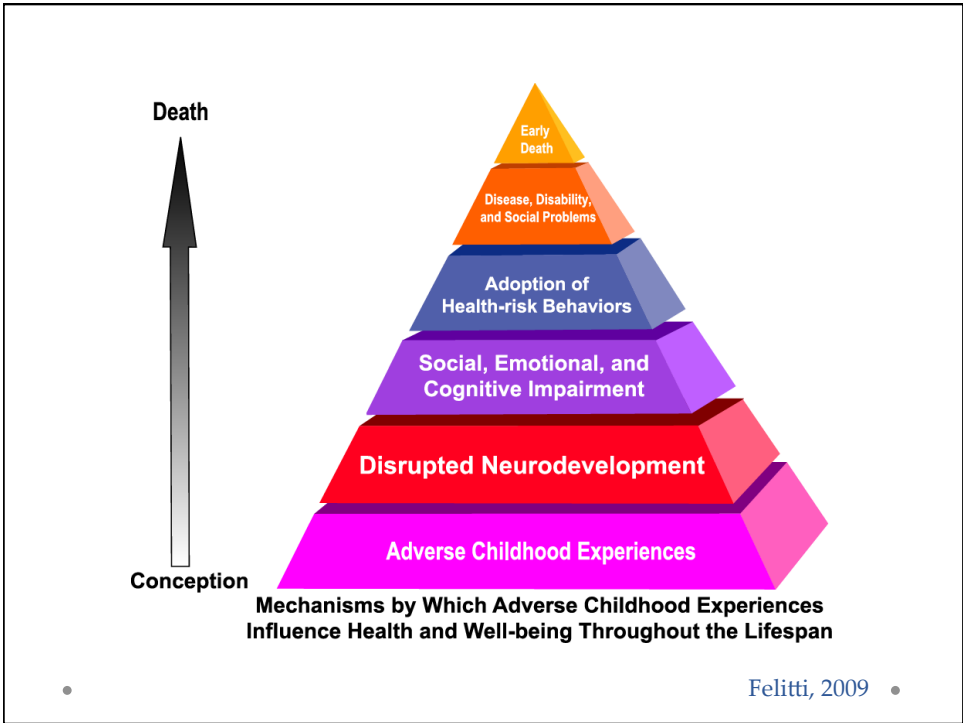 Death
Early
Death
Disease, Disability,
and Social Problems
Adoption of
Health-risk Behaviors
Social, Emotional, and
Cognitive Impairment
Disrupted Neurodevelopment
Adverse Childhood Experiences
Conception
Mechanisms by Which Adverse Childhood Experiences
Influence Health and Well-being Throughout the Lifespan
Felitti, 2009